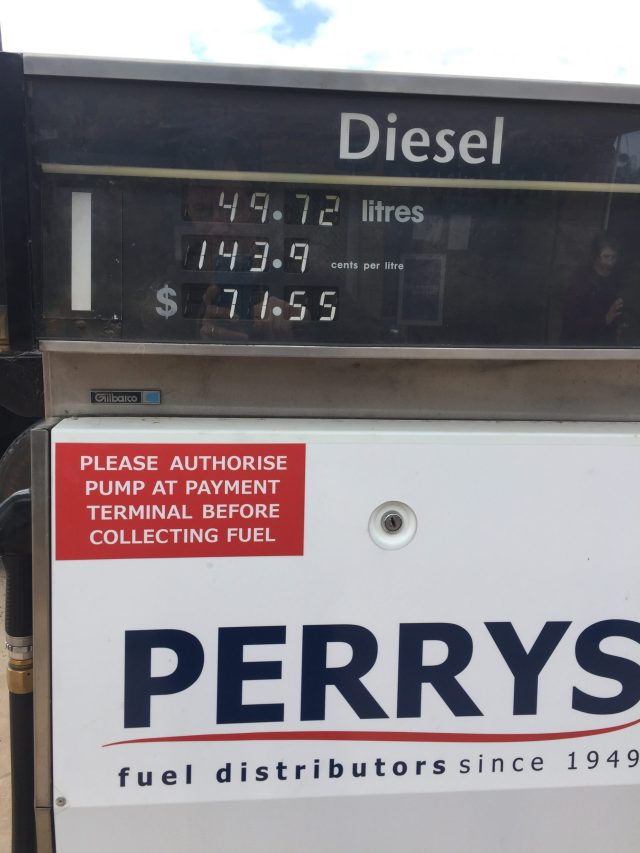 Diesel
49.72 litres
143.9 cents per litre
$ 71.55
Gilbarco
PLEASE AUTHORISE
PUMP AT PAYMENT
TERMINAL BEFORE
COLLECTING FUEL
PERRYS
fuel distributors since 1949